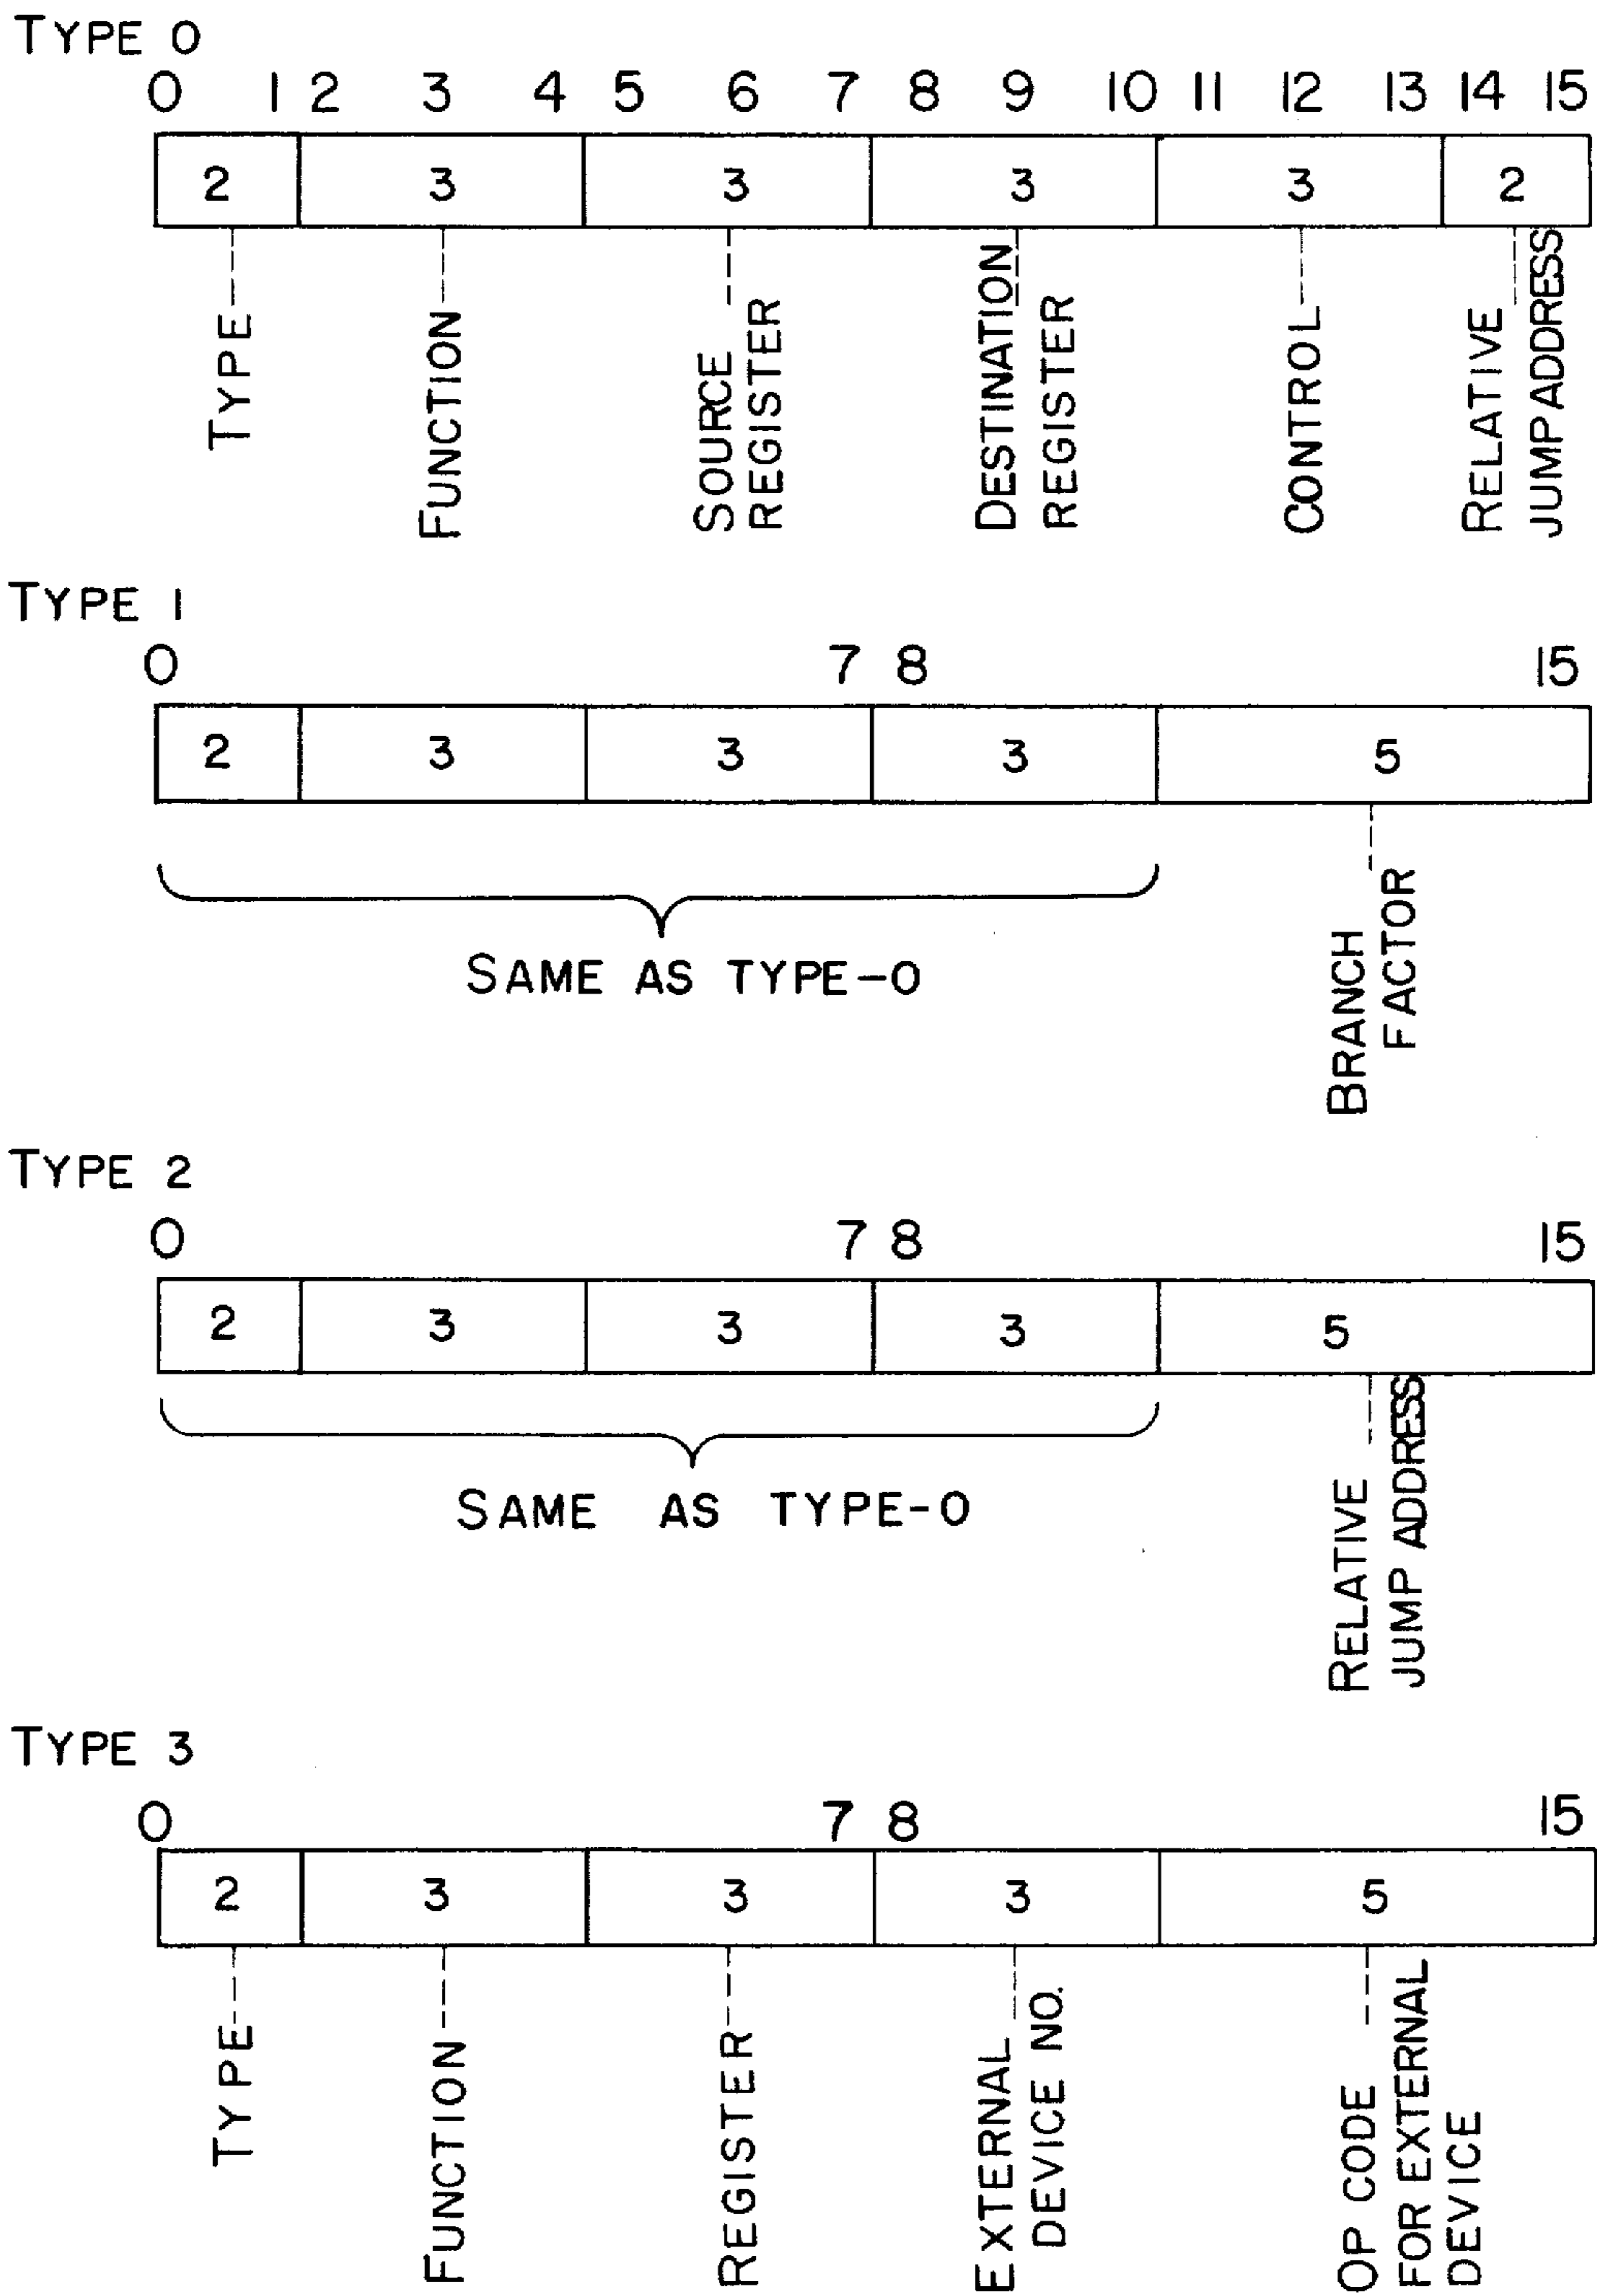 TYPE 0
0 1 2 3 4 5 6 7 8 9 10 11 12 13 14 15
2 3 3 3 3 2
TYPE
FUNCTION
SOURCE
REGISTER
DESTINATION
REGISTER
CONTROL
RELATIVE
JUMP ADDRESS
TYPE 1
0 7 8 15
2 3 3 3 5
SAME AS TYPE-0
BRANCH
FACTOR
TYPE 2
0 7 8 15
2 3 3 3 5
SAME AS TYPE-0
RELATIVE
JUMP ADDRESS
TYPE 3
0 7 8 15
2 3 3 3 5
TYPE
FUNCTION
REGISTER
EXTERNAL
DEVICE NO.
OP CODE
FOR EXTERNAL
DEVICE